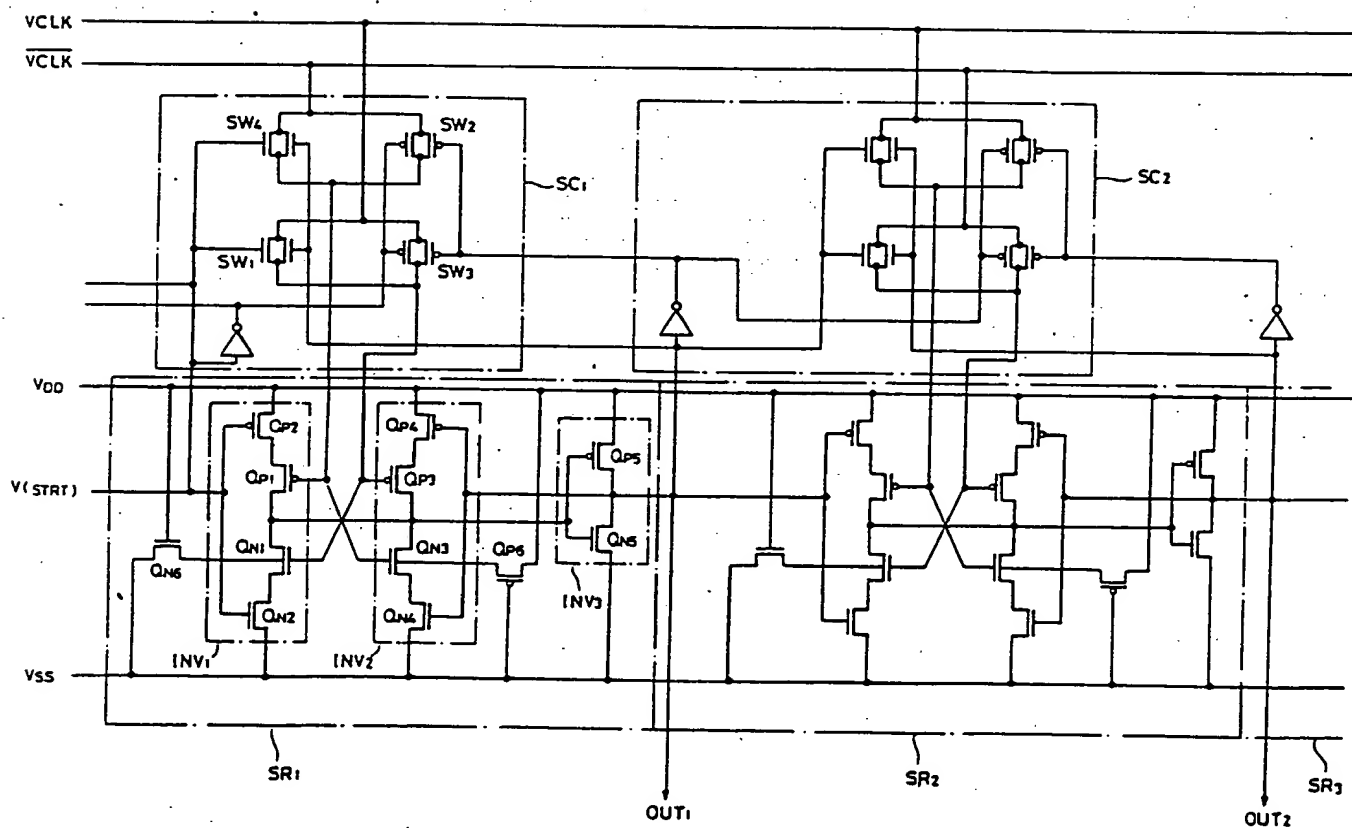 VCLK
VCLK
SW4
SW2
SC1
SC2
SW1
SW3
VDD
QP2
QP4
QP5
QP1
QP3
V(STRT)
QN1
QN3
QP6
QN5
QN6
QN2
QN4
INV3
INV1
INV2
VSS
SR1
SR2
SR3
OUT1
OUT2